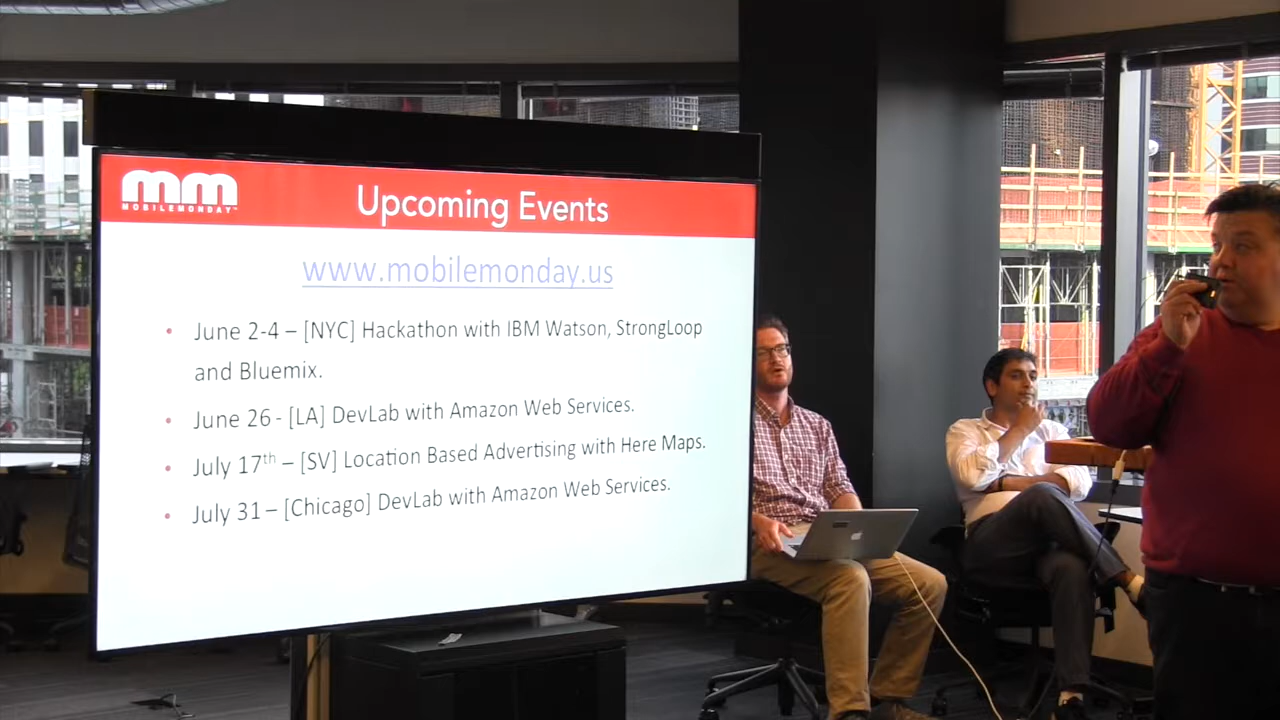 mm
MOBILEMONDAY™
Upcoming Events
www.mobilemonday.us
• June 2-4 – [NYC] Hackathon with IBM Watson, StrongLoop
and Bluemix.
• June 26 - [LA] DevLab with Amazon Web Services.
• July 17th – [SV] Location Based Advertising with Here Maps.
• July 31 – [Chicago] DevLab with Amazon Web Services.